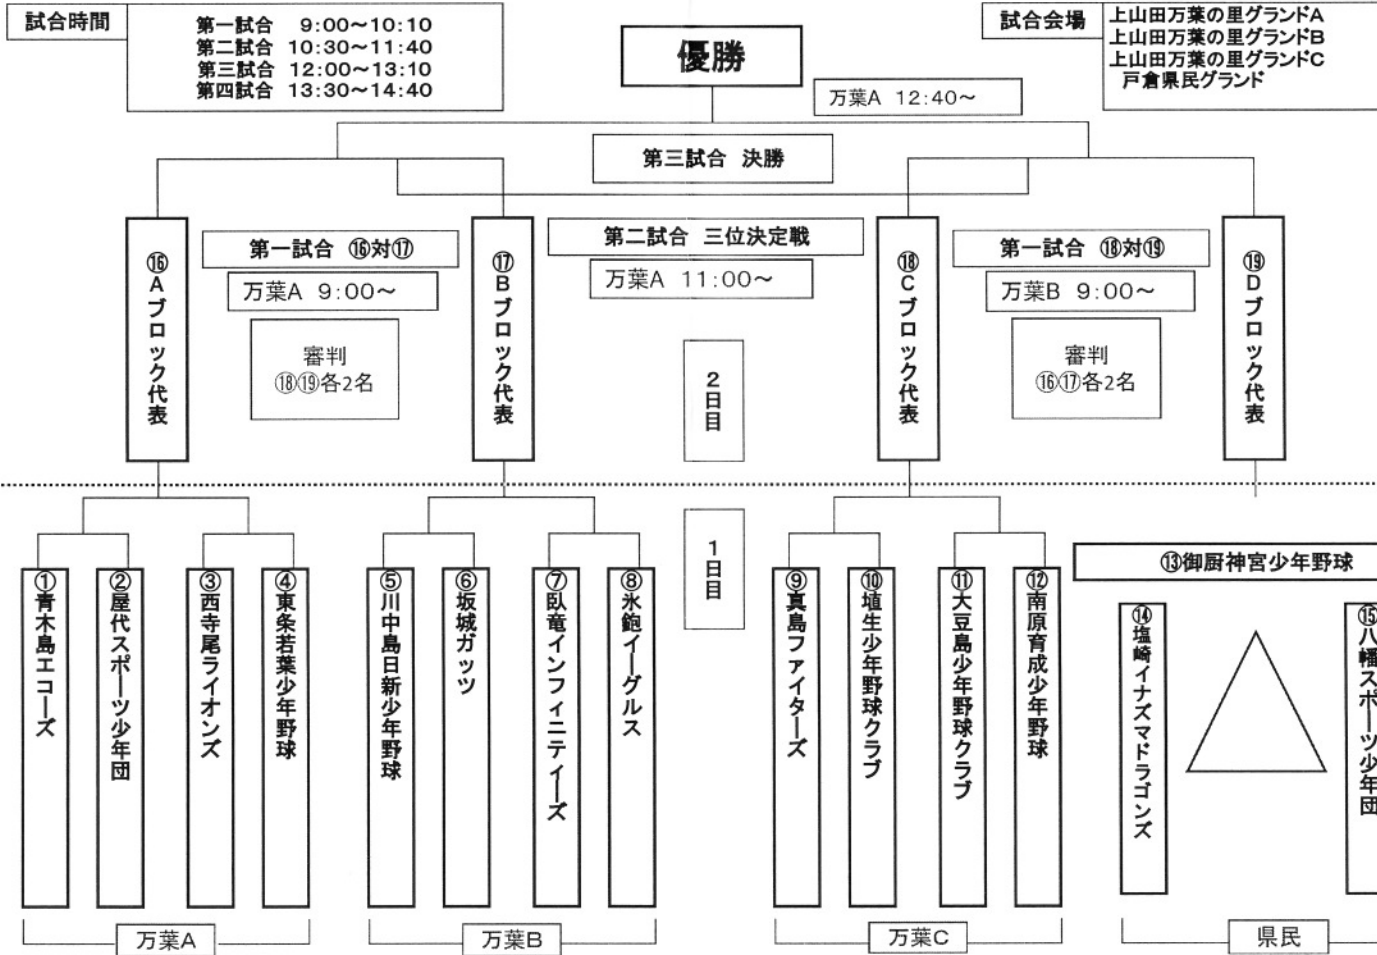 試合時間
第一試合 9:00～10:10
第二試合 10:30～11:40
第三試合 12:00～13:10
第四試合 13:30～14:40
優勝
万葉A 12:40～
試合会場
上山田万葉の里グランドA
上山田万葉の里グランドB
上山田万葉の里グランドC
戸倉県民グランド
第三試合 決勝
⑯Aブロック代表
第一試合 ⑯対⑰
万葉A 9:00～
審判
⑱⑲各2名
⑰Bブロック代表
第二試合 三位決定戦
万葉A 11:00～
⑱Cブロック代表
第一試合 ⑱対⑲
万葉B 9:00～
審判
⑯⑰各2名
⑲Dブロック代表
2日目
1日目
①青木島エコーズ
②屋代スポーツ少年団
③西寺尾ライオンズ
④東条若葉少年野球
⑤川中島日新少年野球
⑥坂城ガッツ
⑦臥竜インフィニティーズ
⑧氷鉋イーグルス
⑨真島ファイターズ
⑩埴生少年野球クラブ
⑪大豆島少年野球クラブ
⑫南原育成少年野球
⑬御厨神宮少年野球
⑭塩崎イナズマドラゴンズ
⑮八幡スポーツ少年団
万葉A
万葉B
万葉C
県民